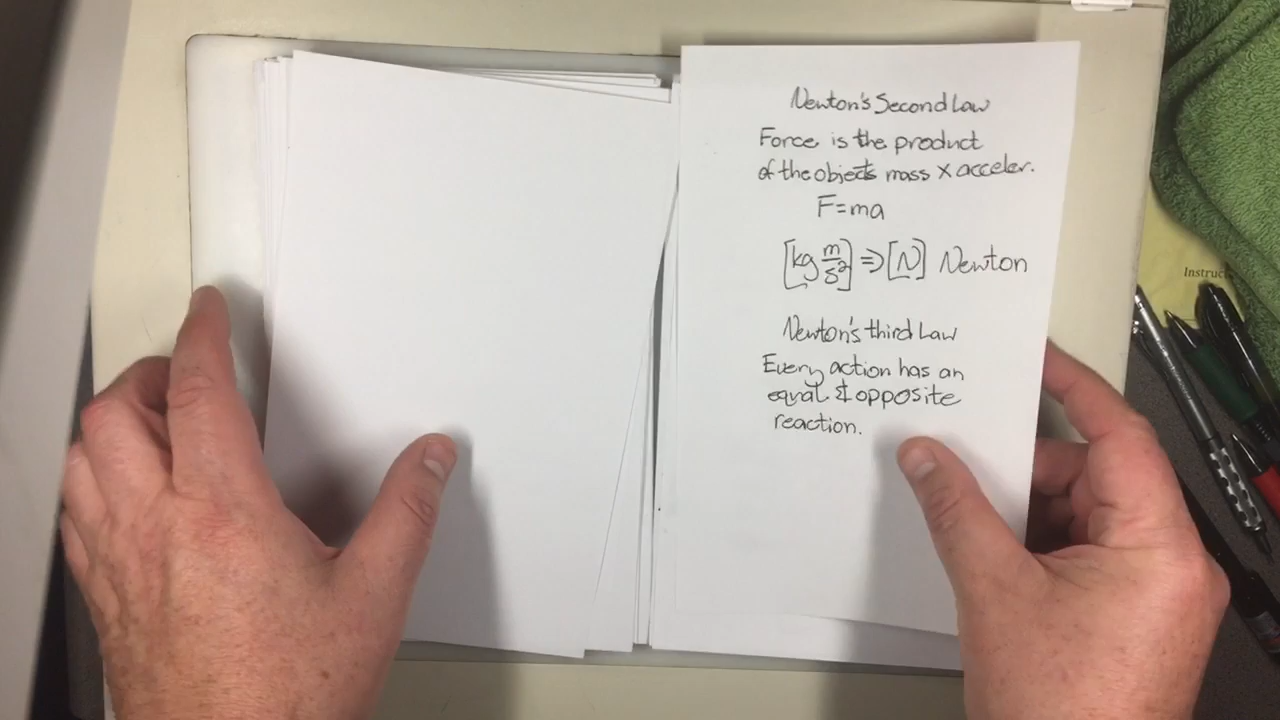 Newton's Second Law
Force is the product
of the objects mass x acceler.
F=ma
[kg m/s²] ⇒ [N] Newton
Newton's third Law
Every action has an
equal & opposite
reaction.
Instruc